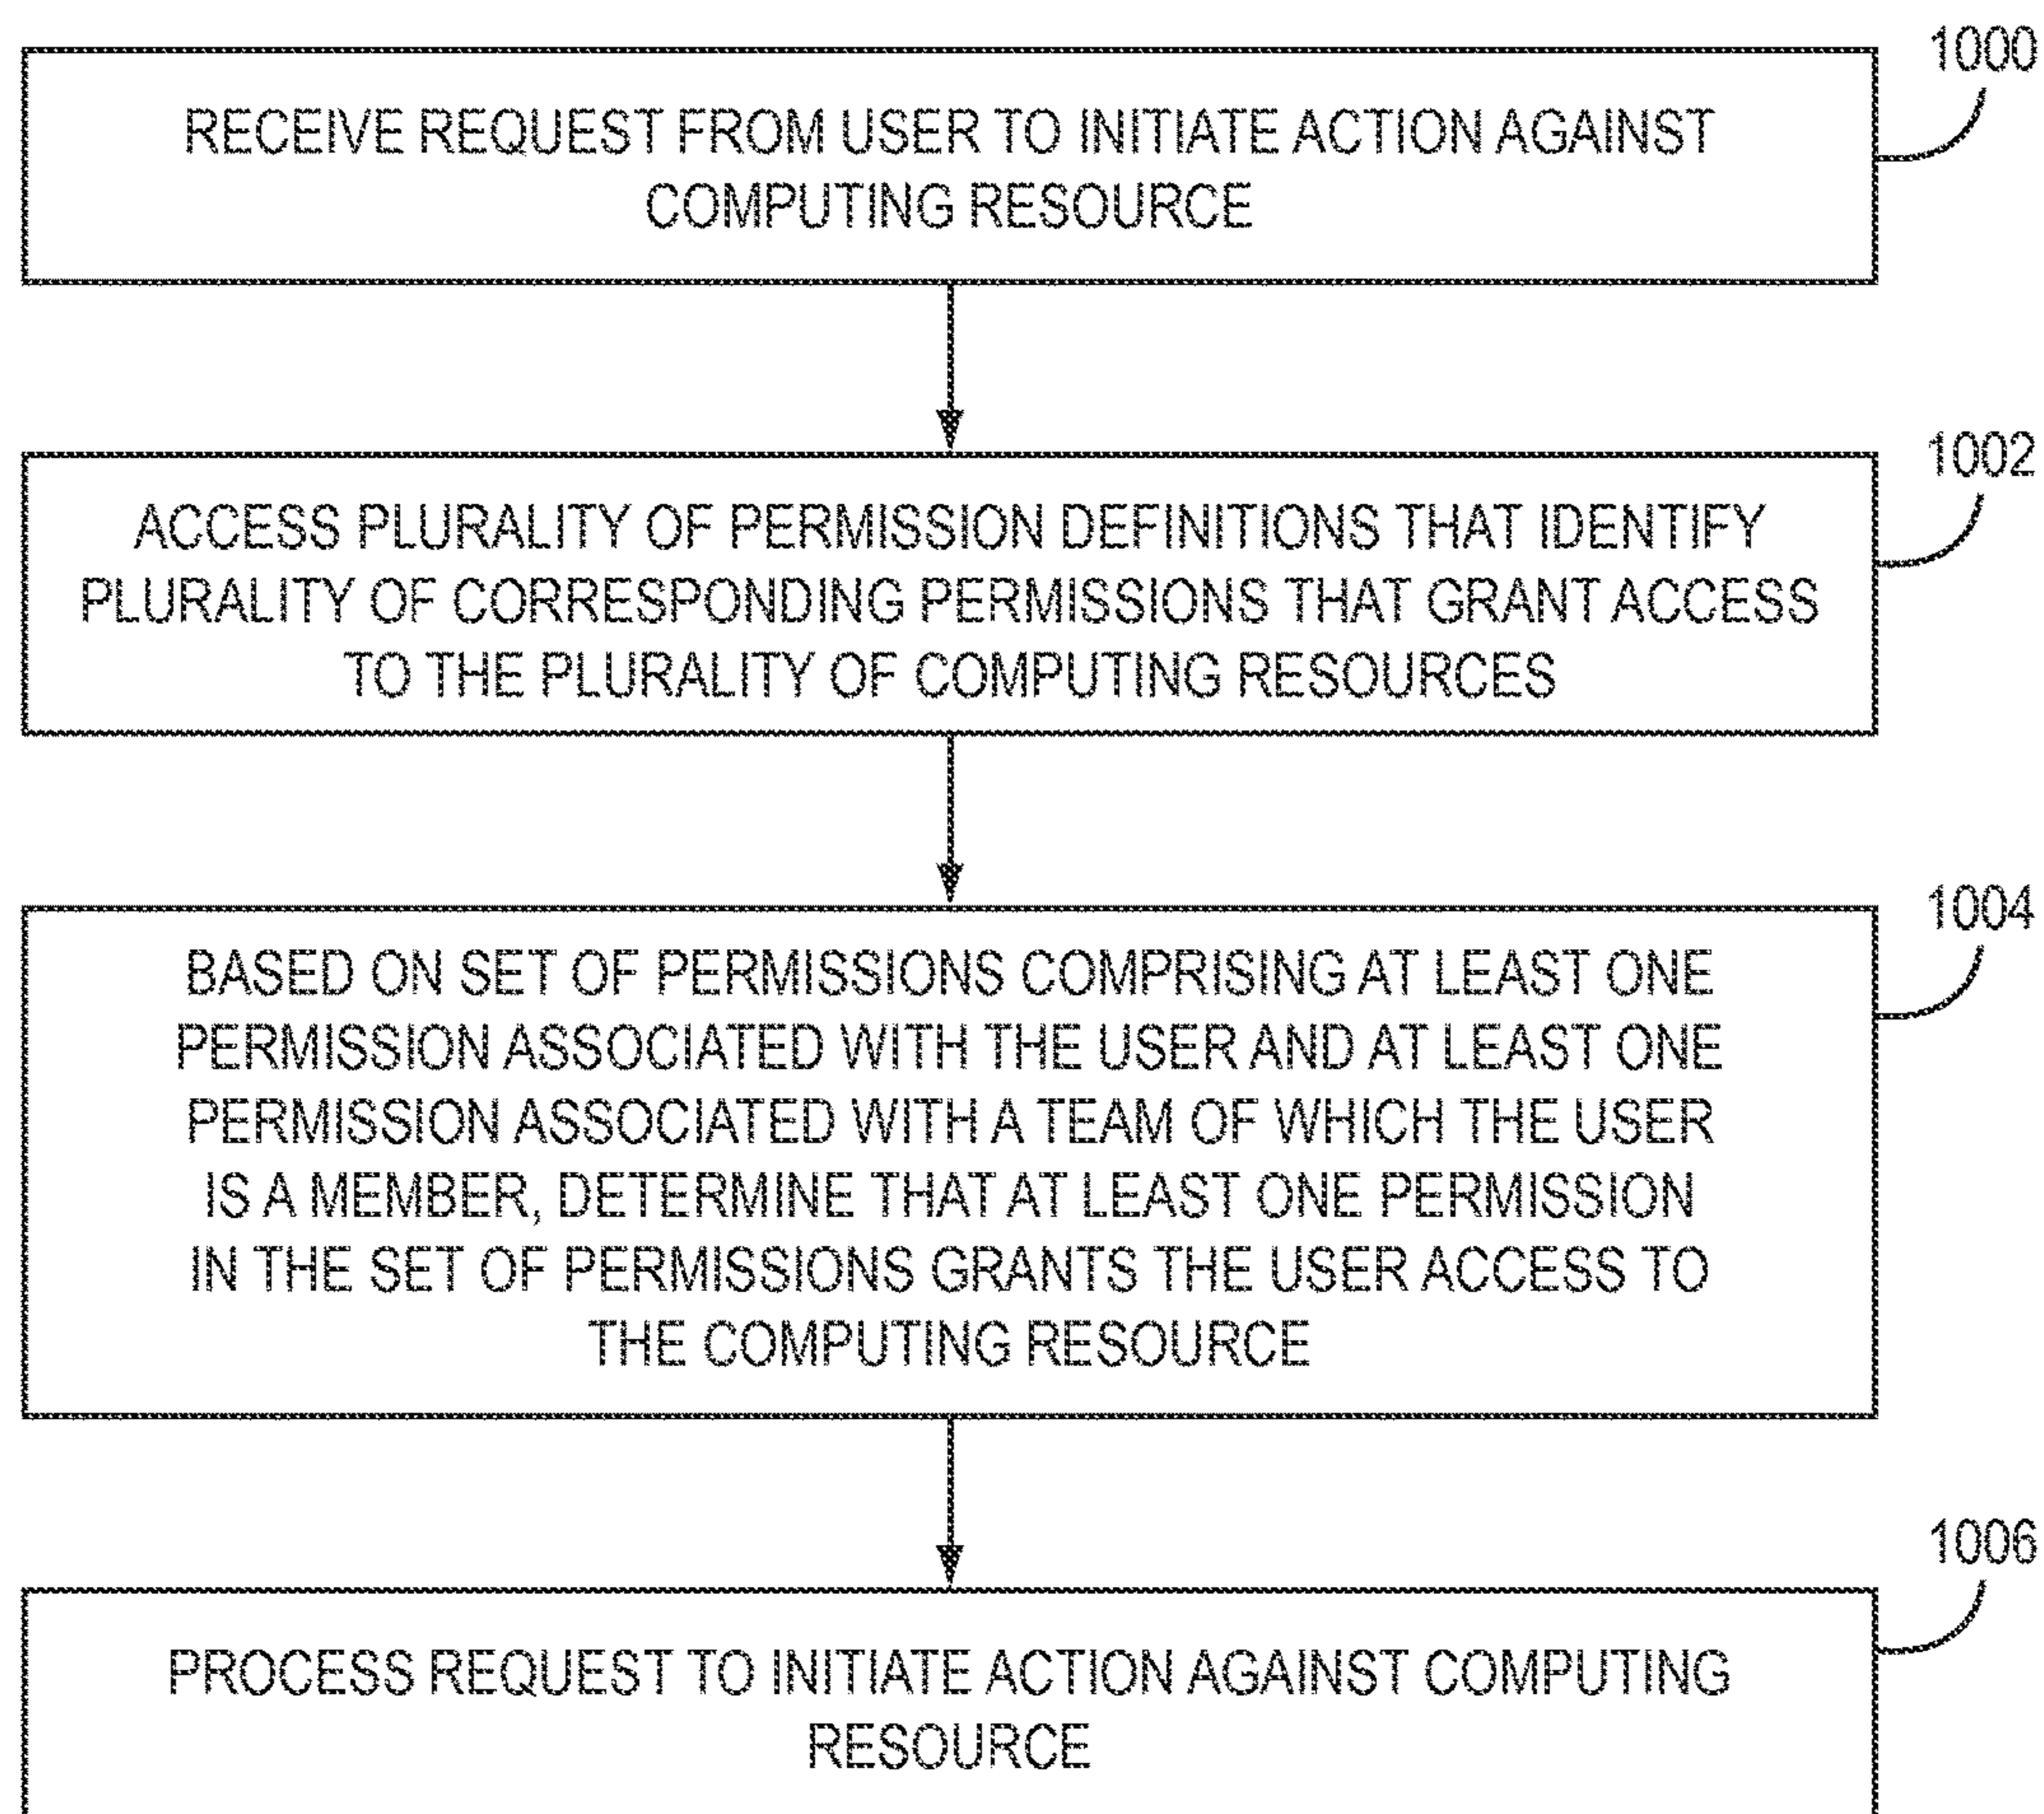 1000
RECEIVE REQUEST FROM USER TO INITIATE ACTION AGAINST
COMPUTING RESOURCE
1002
ACCESS PLURALITY OF PERMISSION DEFINITIONS THAT IDENTIFY
PLURALITY OF CORRESPONDING PERMISSIONS THAT GRANT ACCESS
TO THE PLURALITY OF COMPUTING RESOURCES
1004
BASED ON SET OF PERMISSIONS COMPRISING AT LEAST ONE
PERMISSION ASSOCIATED WITH THE USER AND AT LEAST ONE
PERMISSION ASSOCIATED WITH A TEAM OF WHICH THE USER
IS A MEMBER, DETERMINE THAT AT LEAST ONE PERMISSION
IN THE SET OF PERMISSIONS GRANTS THE USER ACCESS TO
THE COMPUTING RESOURCE
1006
PROCESS REQUEST TO INITIATE ACTION AGAINST COMPUTING
RESOURCE